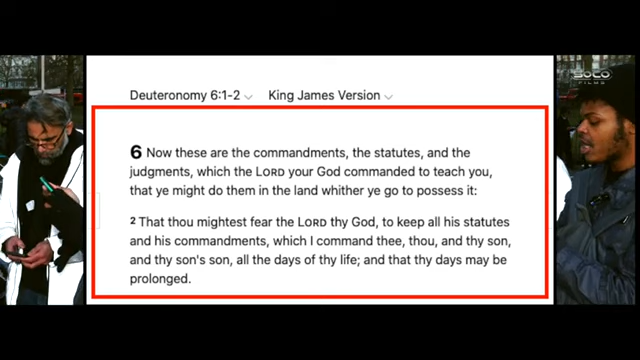 SOCO
FILMS
Deuteronomy 6:1-2 King James Version
6 Now these are the commandments, the statutes, and the
judgments, which the LORD your God commanded to teach you,
that ye might do them in the land whither ye go to possess it:
2 That thou mightest fear the LORD thy God, to keep all his statutes
and his commandments, which I command thee, thou, and thy son,
and thy son's son, all the days of thy life; and that thy days may be
prolonged.